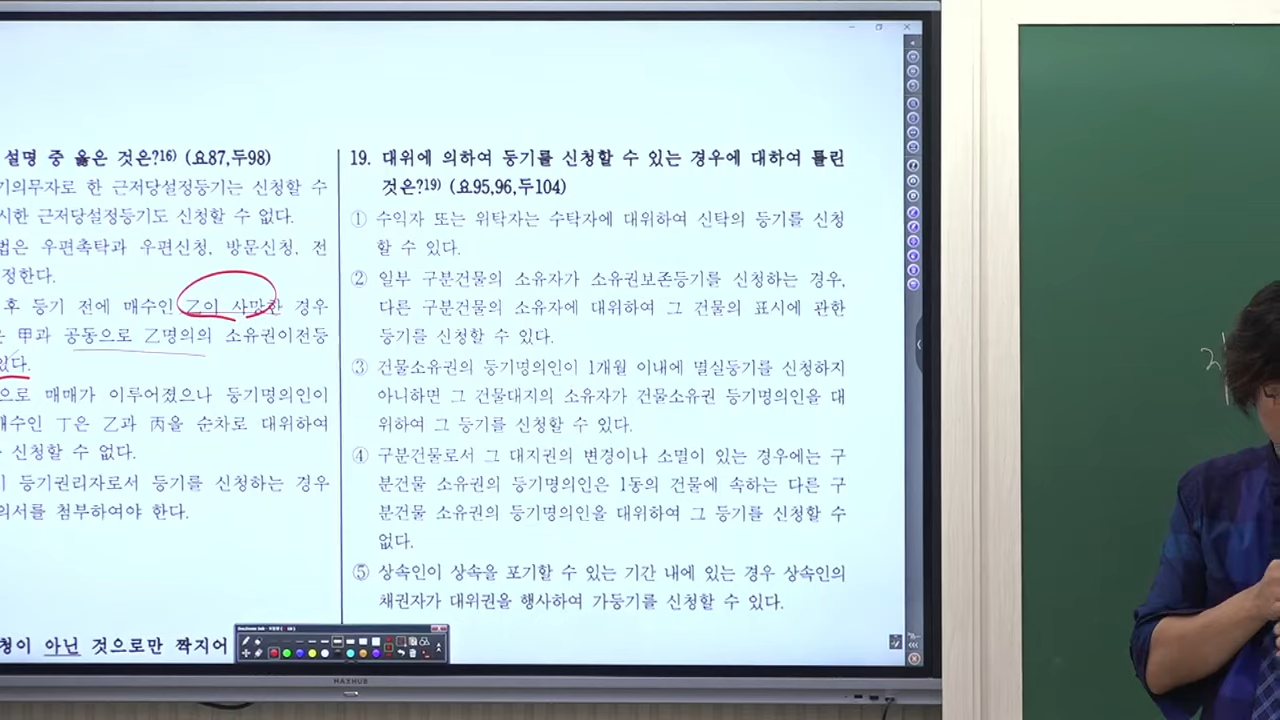 설명 중 옳은 것은?16) (요87,두98)
기의무자로 한 근저당설정등기는 신청할 수
시한 근저당설정등기도 신청할 수 없다.
법은 우편촉탁과 우편신청, 방문신청, 전
정한다.
후 등기 전에 매수인 乙이 사망한 경우
은 甲과 공동으로 乙명의의 소유권이전등
있다.
으로 매매가 이루어졌으나 등기명의인이
매수인 丁은 乙과 丙을 순차로 대위하여
신청할 수 없다.
이 등기권리자로서 등기를 신청하는 경우
의서를 첨부하여야 한다.
청이 아닌 것으로만 짝지어
19. 대위에 의하여 등기를 신청할 수 있는 경우에 대하여 틀린
것은?19) (요95,96,두104)
① 수익자 또는 위탁자는 수탁자에 대위하여 신탁의 등기를 신청
할 수 있다.
② 일부 구분건물의 소유자가 소유권보존등기를 신청하는 경우,
다른 구분건물의 소유자에 대위하여 그 건물의 표시에 관한
등기를 신청할 수 있다.
③ 건물소유권의 등기명의인이 1개월 이내에 멸실등기를 신청하지
아니하면 그 건물대지의 소유자가 건물소유권 등기명의인을 대
위하여 그 등기를 신청할 수 있다.
④ 구분건물로서 그 대지권의 변경이나 소멸이 있는 경우에는 구
분건물 소유권의 등기명의인은 1동의 건물에 속하는 다른 구
분건물 소유권의 등기명의인을 대위하여 그 등기를 신청할 수
없다.
⑤ 상속인이 상속을 포기할 수 있는 기간 내에 있는 경우 상속인의
채권자가 대위권을 행사하여 가등기를 신청할 수 있다.
MAXHUB